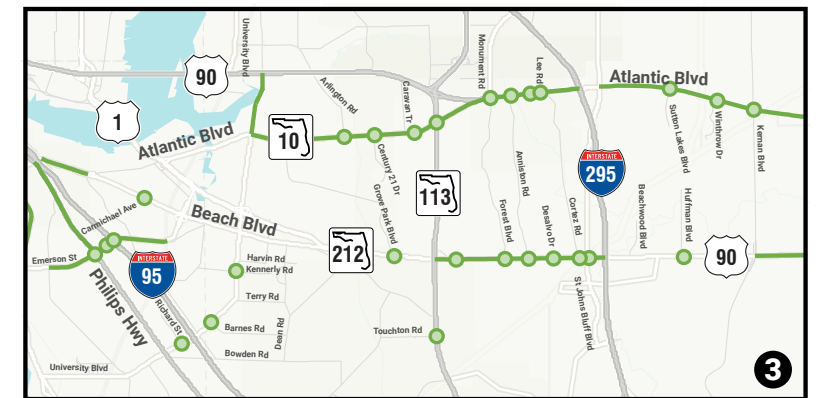 University Blvd
90
Monument Rd
Lee Rd
Atlantic Blvd
Arlington Rd
Caravan Tr
1
Atlantic Blvd
10
Sutton Lakes Blvd
Winthrow Dr
Kernan Blvd
Century 21 Dr
Anniston Rd
INTERSTATE
295
Grove Park Blvd
113
Forest Blvd
Desalvo Dr
Cortez Rd
Beachwood Blvd
Huffman Blvd
Carmichael Ave
Beach Blvd
212
90
Emerson St
INTERSTATE
95
Harvin Rd
Kennerly Rd
Philips Hwy
Terry Rd
St Johns Bluff Blvd
Richard St
Barnes Rd
Dean Rd
Touchton Rd
Bowden Rd
University Blvd
3